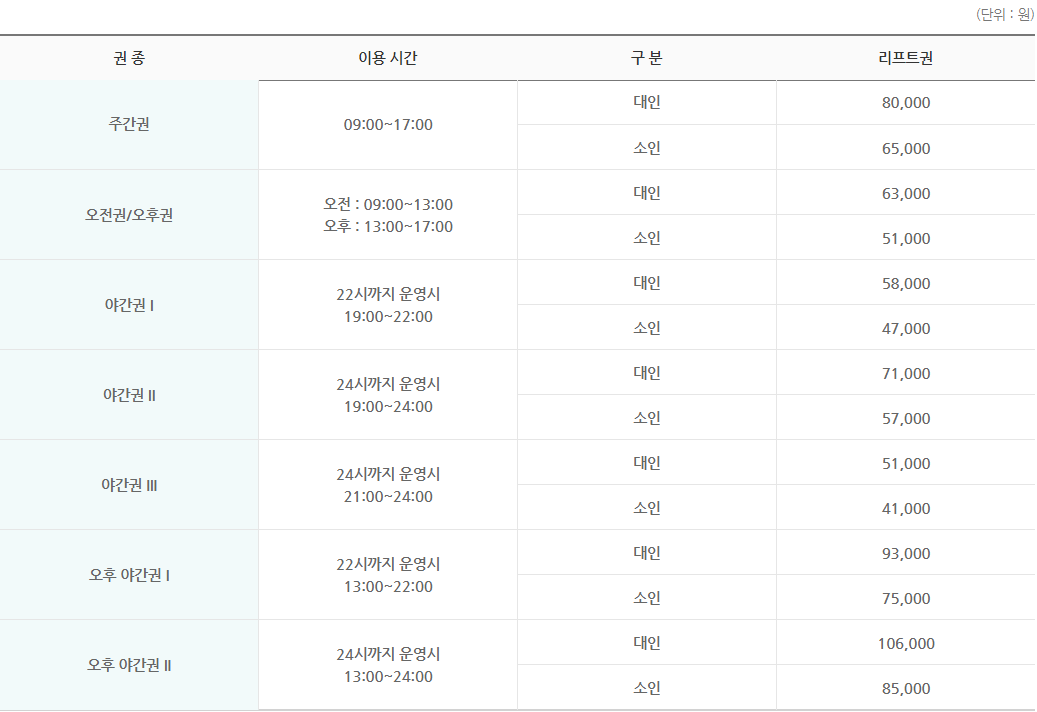 (단위 : 원)
권 종 이용 시간 구 분 리프트권
주간권 09:00~17:00 대인 80,000
소인 65,000
오전권/오후권 오전 : 09:00~13:00 대인 63,000
오후 : 13:00~17:00 소인 51,000
야간권 I 22시까지 운영시 대인 58,000
19:00~22:00 소인 47,000
야간권 II 24시까지 운영시 대인 71,000
19:00~24:00 소인 57,000
야간권 III 24시까지 운영시 대인 51,000
21:00~24:00 소인 41,000
오후 야간권 I 22시까지 운영시 대인 93,000
13:00~22:00 소인 75,000
오후 야간권 II 24시까지 운영시 대인 106,000
13:00~24:00 소인 85,000